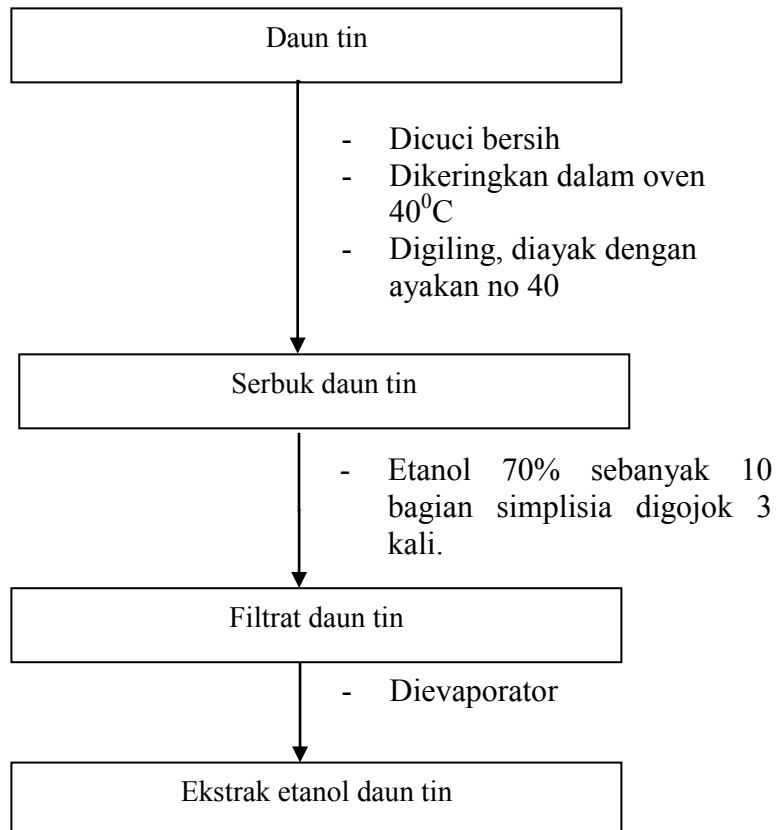 Daun tin
- Dicuci bersih
- Dikeringkan dalam oven
40⁰C
- Digiling, diayak dengan
ayakan no 40
Serbuk daun tin
- Etanol 70% sebanyak 10
bagian simplisia digojok 3
kali.
Filtrat daun tin
- Dievaporator
Ekstrak etanol daun tin